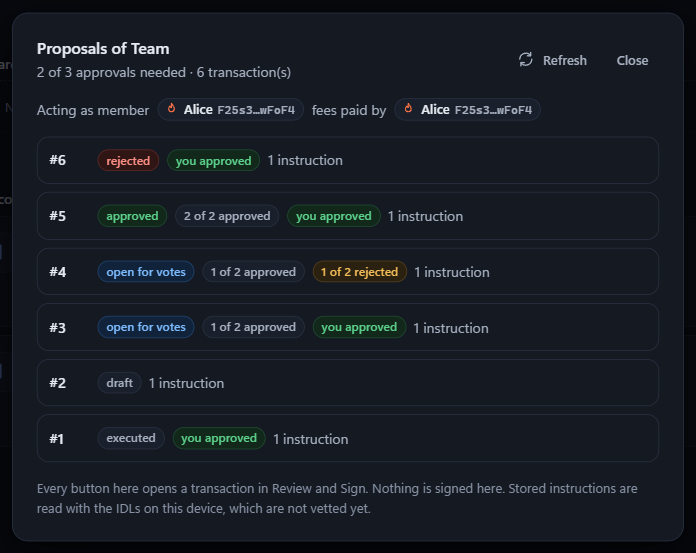 Proposals of Team
2 of 3 approvals needed · 6 transaction(s)
Refresh
Close
Acting as member Alice F25s3…wFoF4 fees paid by Alice F25s3…wFoF4
#6 rejected you approved 1 instruction
#5 approved 2 of 2 approved you approved 1 instruction
#4 open for votes 1 of 2 approved 1 of 2 rejected 1 instruction
#3 open for votes 1 of 2 approved you approved 1 instruction
#2 draft 1 instruction
#1 executed you approved 1 instruction
Every button here opens a transaction in Review and Sign. Nothing is signed here. Stored instructions are
read with the IDLs on this device, which are not vetted yet.